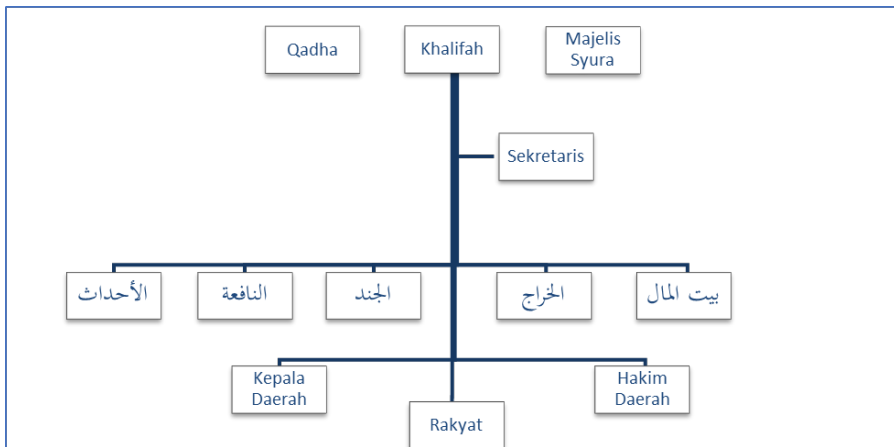 Qadha
Khalifah
Majelis
Syura
Sekretaris
الأحداث
النافعة
الجند
الخراج
بيت المال
Kepala
Daerah
Rakyat
Hakim
Daerah